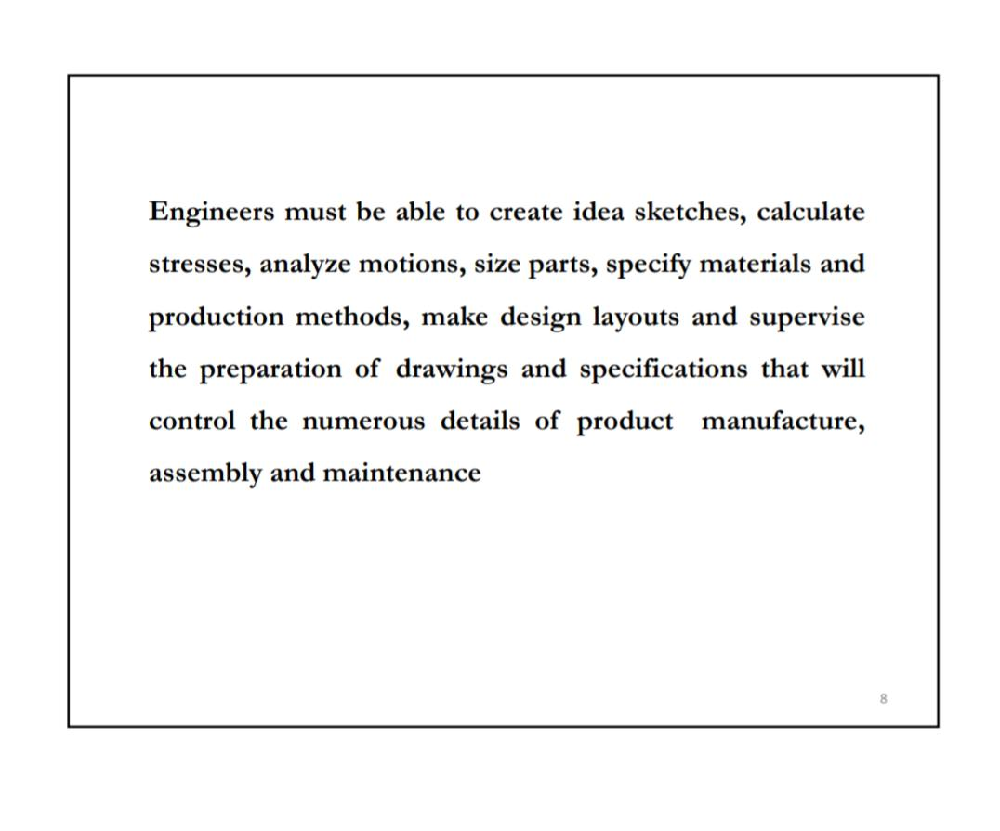 Engineers must be able to create idea sketches, calculate
stresses, analyze motions, size parts, specify materials and
production methods, make design layouts and supervise
the preparation of drawings and specifications that will
control the numerous details of product manufacture,
assembly and maintenance
8